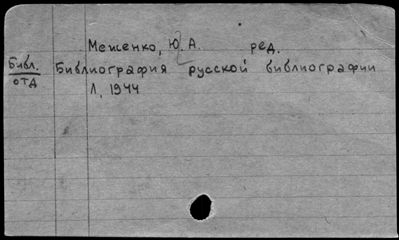 Меженко, Ю. А. ред.
Библ. Библиография русской библиографии
отд Л, 1944